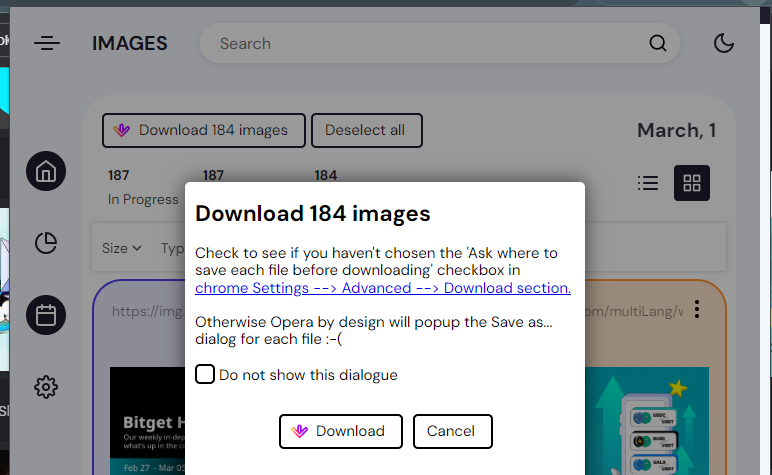 IMAGES
Search
Download 184 images
Deselect all
March, 1
187
187
184
In Progress
Size
Download 184 images
Check to see if you haven't chosen the 'Ask where to
save each file before downloading' checkbox in
chrome Settings --> Advanced --> Download section.
Otherwise Opera by design will popup the Save as...
dialog for each file :-(
Do not show this dialogue
Download
Cancel
https://img.
om/multiLang/w
Bitget H
Our weekly in-dep
what's up in the c
Feb 27 - Mar 05
USDC
USDT
BUSD
USDT
GALA
USDT